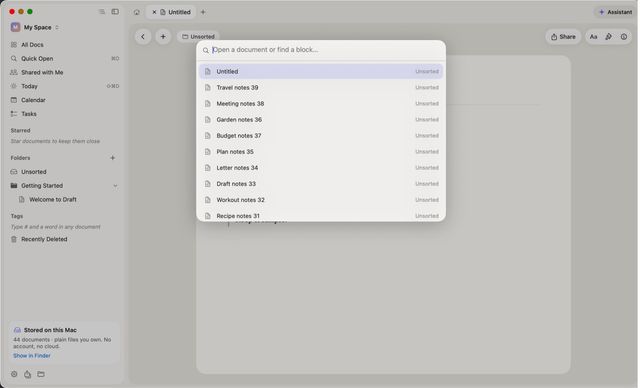 Untitled
Assistant
My Space
Unsorted
Share
Aa
All Docs
Quick Open ⌘O
Shared with Me
Today ⇧⌘D
Calendar
Tasks
Starred
Star documents to keep them close
Folders
Unsorted
Getting Started
Welcome to Draft
Tags
Type # and a word in any document
Recently Deleted
Stored on this Mac
44 documents · plain files you own. No
account, no cloud.
Show in Finder
Open a document or find a block...
Untitled Unsorted
Travel notes 39 Unsorted
Meeting notes 38 Unsorted
Garden notes 36 Unsorted
Budget notes 37 Unsorted
Plan notes 35 Unsorted
Letter notes 34 Unsorted
Draft notes 33 Unsorted
Workout notes 32 Unsorted
Recipe notes 31 Unsorted